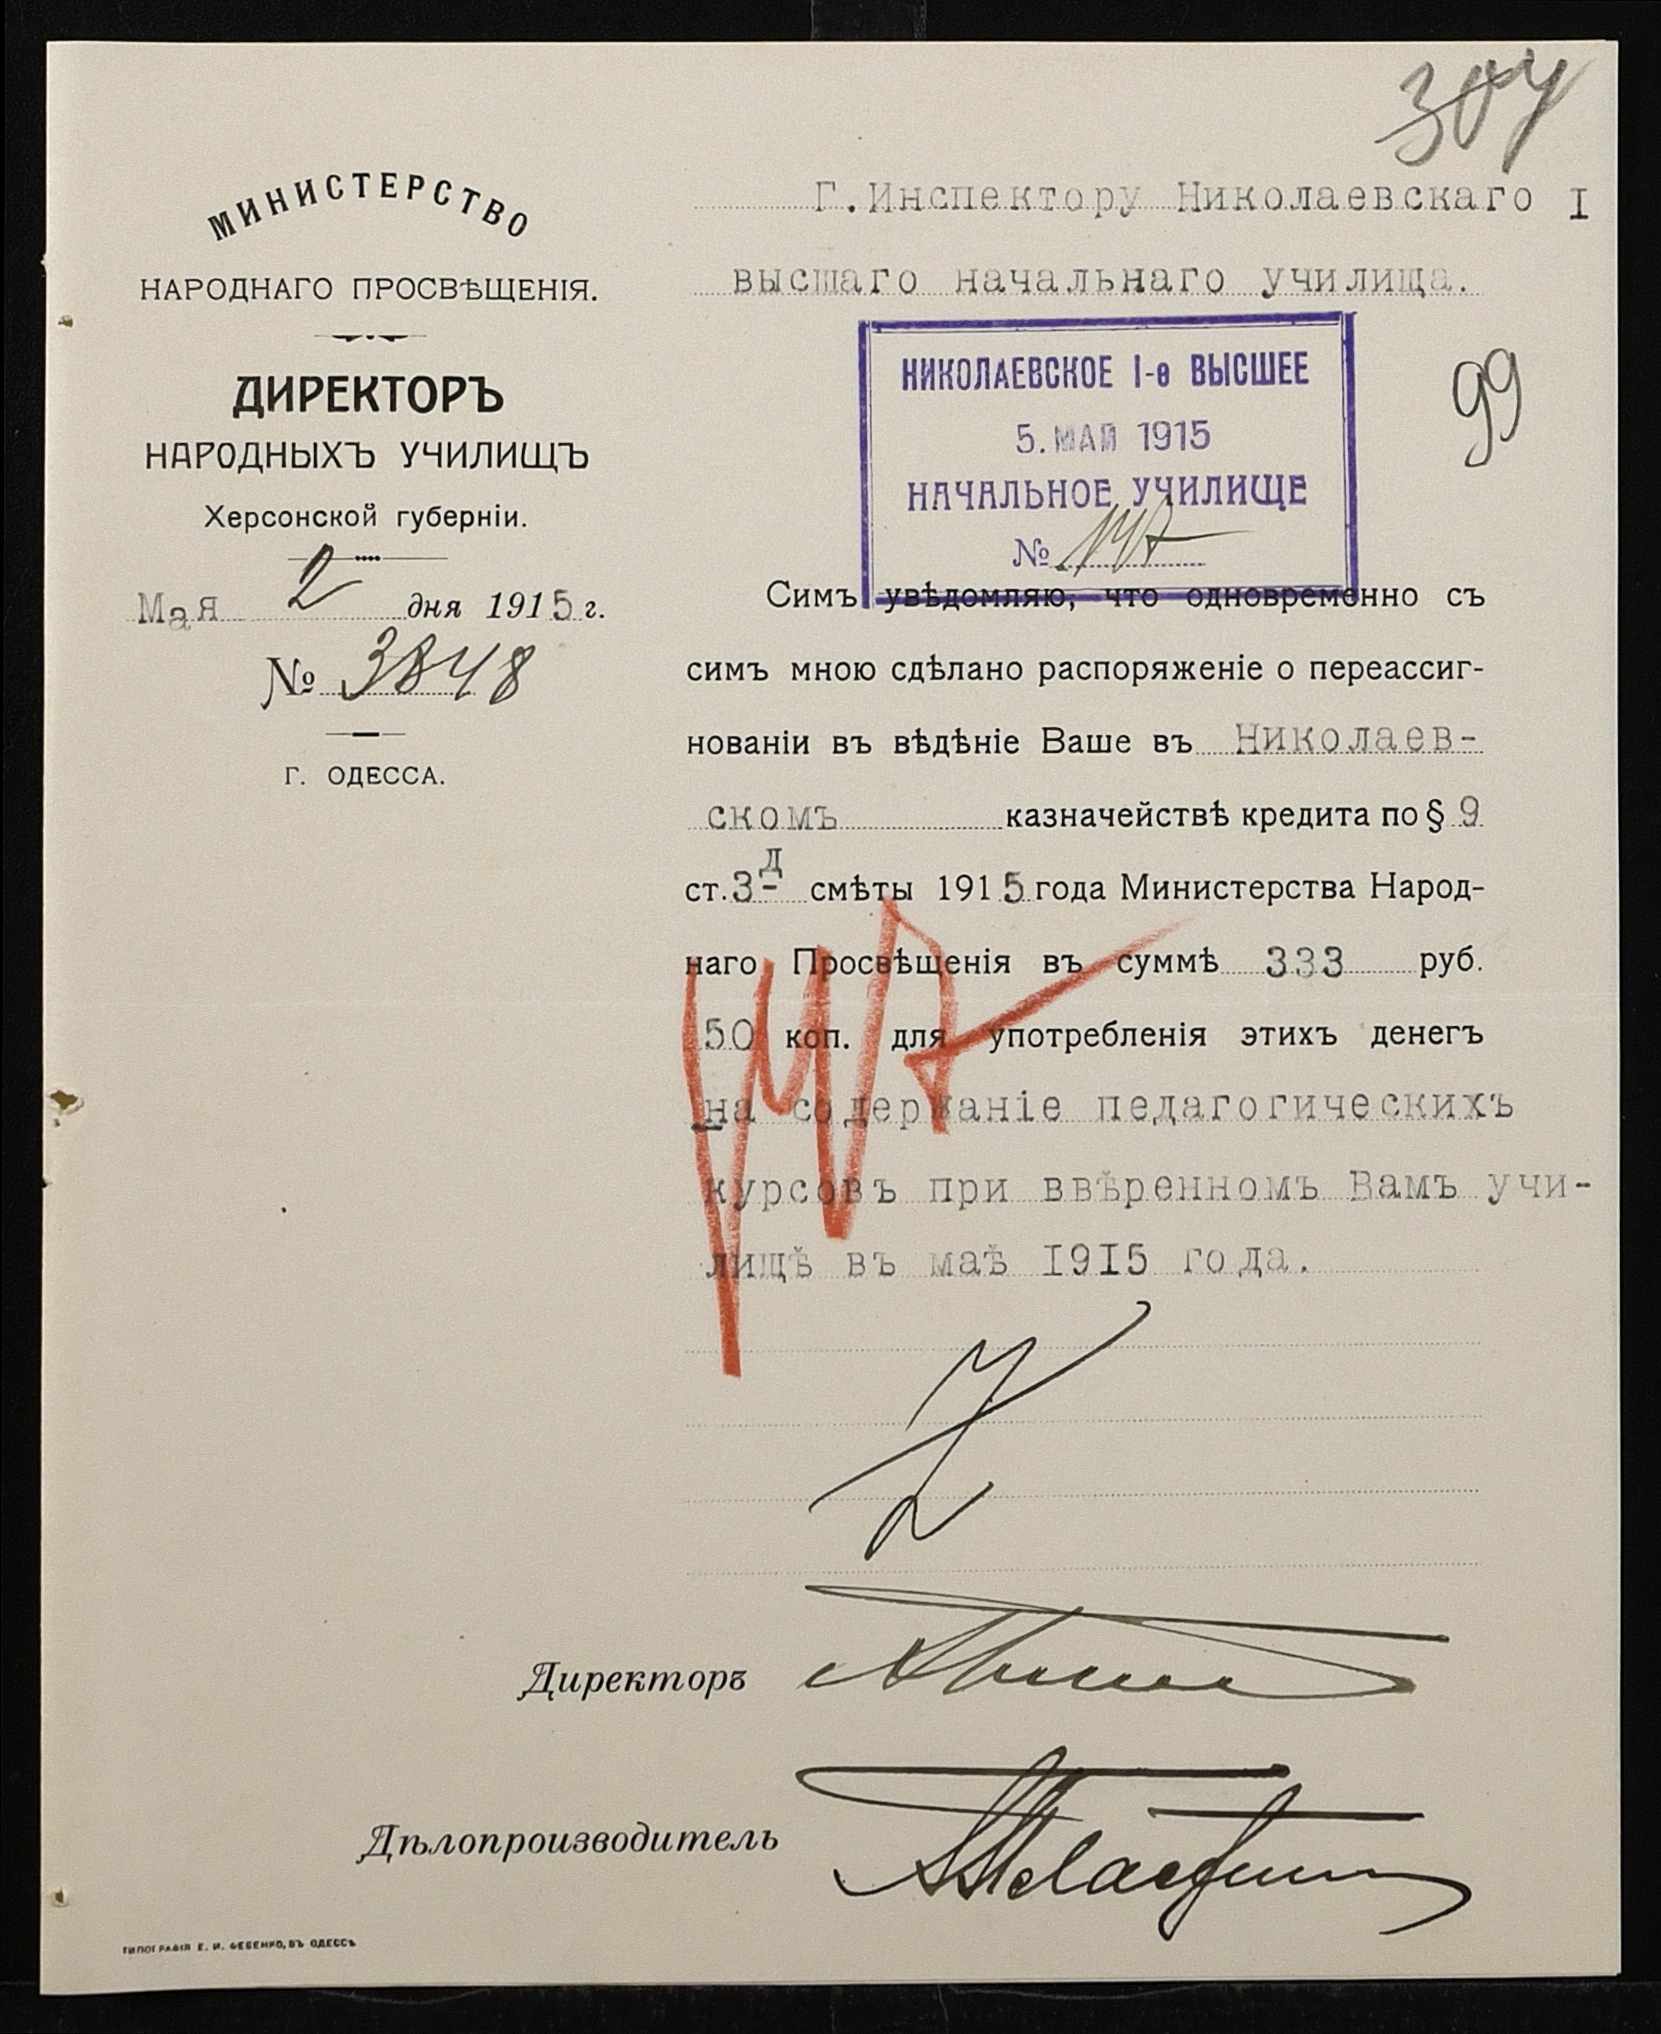 МИНИСТЕРСТВО
НАРОДНАГО ПРОСВѢЩЕНІЯ.
ДИРЕКТОРЪ
НАРОДНЫХЪ УЧИЛИЩЪ
Херсонской губерніи.
Мая 2 дня 1915 г.
№ 3848
Г. ОДЕССА.
99
Г. Инспектору Николаевскаго I
высшаго начальнаго училища.
НИКОЛАЕВСКОЕ I-е ВЫСШЕЕ
5. МАЙ 1915
НАЧАЛЬНОЕ УЧИЛИЩЕ
№
Симъ увѣдомляю, что одновременно съ
симъ мною сдѣлано распоряженіе о переассиг-
нованіи въ вѣдѣніе Ваше въ Николаев-
скомъ казначействѣ кредита по § 9
ст. 3 Д смѣты 1915 года Министерства Народ-
наго Просвѣщенія въ суммѣ 333 руб.
50 коп. для употребленія этихъ денегъ
на содержаніе педагогическихъ
курсовъ при ввѣренномъ Вамъ учи-
лищѣ въ маѣ 1915 года.
Директоръ
Дѣлопроизводитель
ТИПОГРАФІЯ Е. И. ФЕСЕНКО, ВЪ ОДЕССѢ